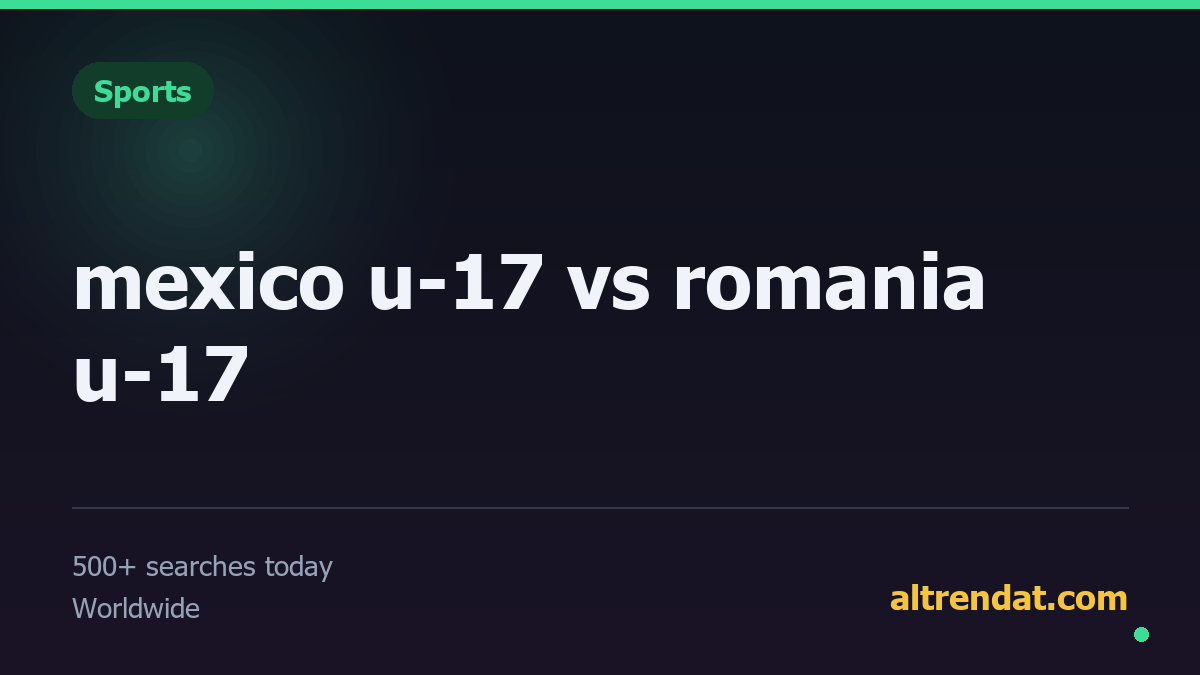 Sports
mexico u-17 vs romania
u-17
500+ searches today
Worldwide
altrendat.com